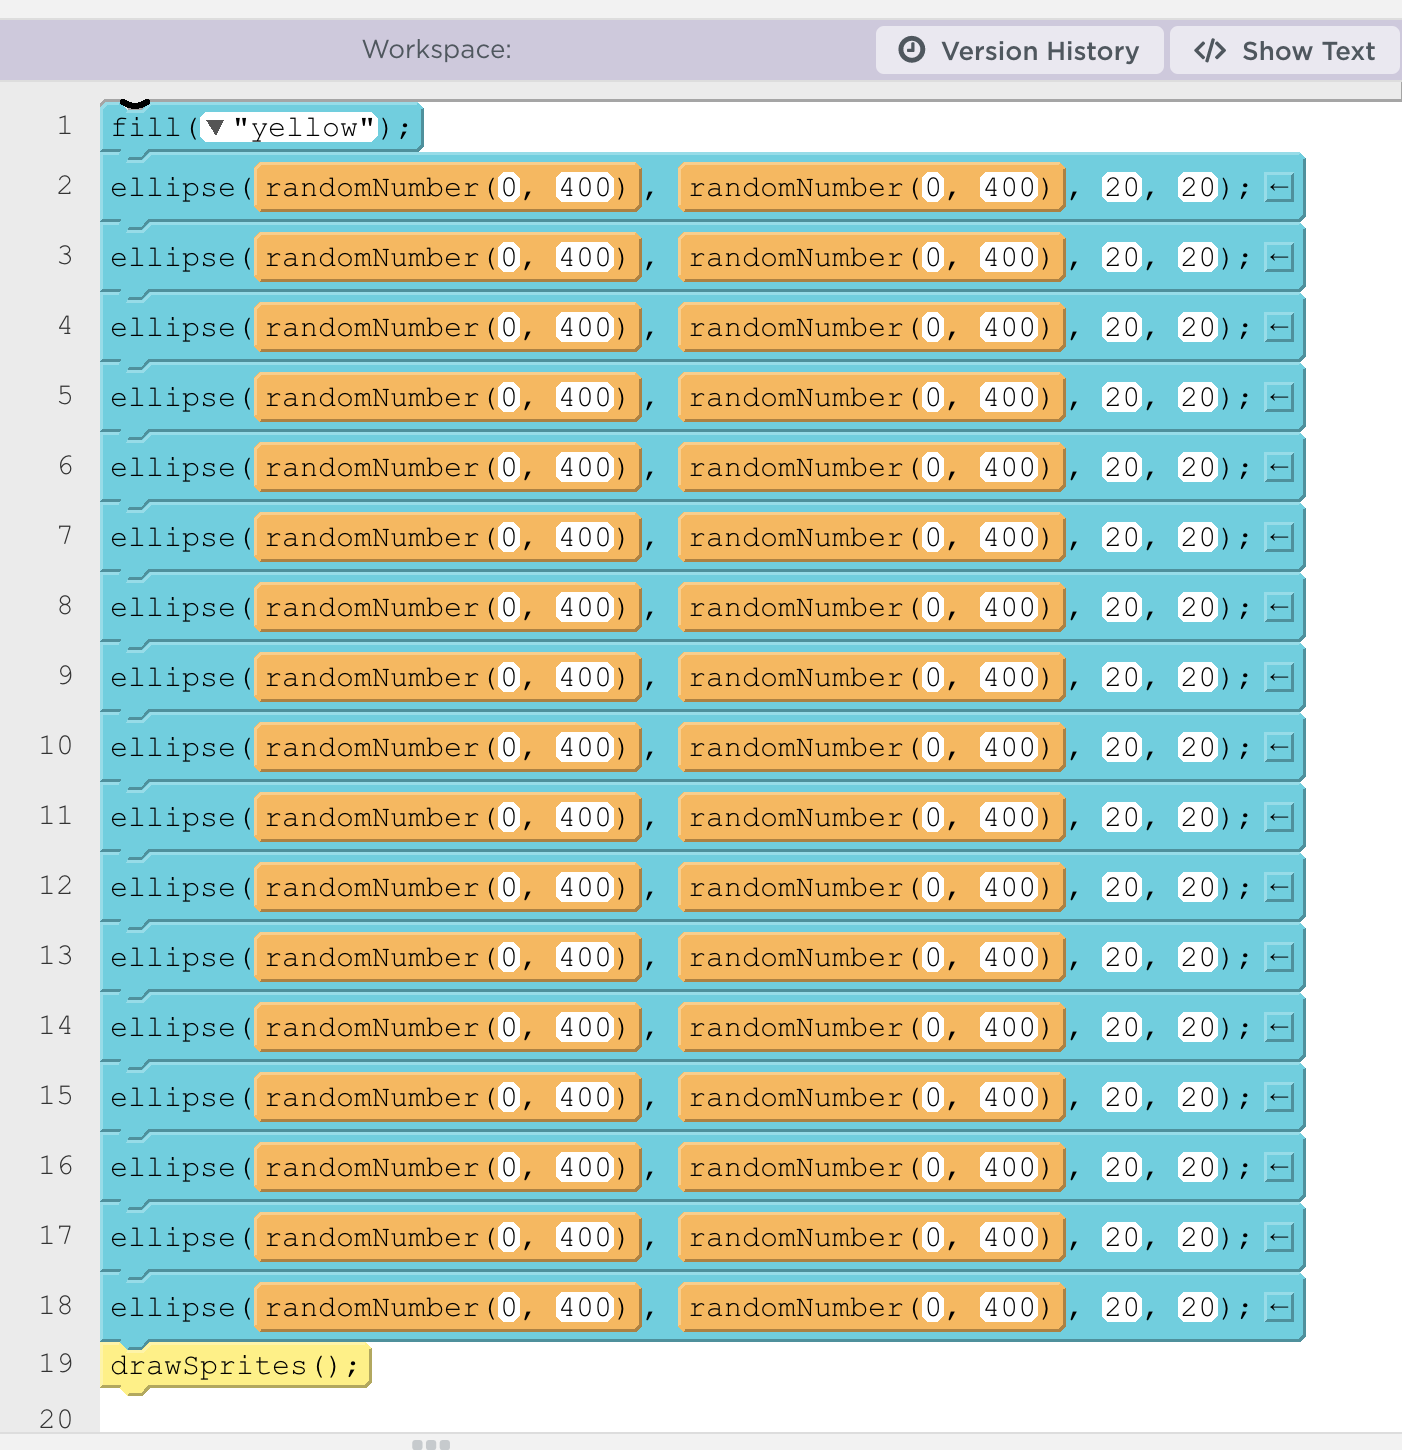 Workspace: Version History </> Show Text
1 fill(▼ "yellow");
2 ellipse(randomNumber(0, 400), randomNumber(0, 400), 20, 20); ←
3 ellipse(randomNumber(0, 400), randomNumber(0, 400), 20, 20); ←
4 ellipse(randomNumber(0, 400), randomNumber(0, 400), 20, 20); ←
5 ellipse(randomNumber(0, 400), randomNumber(0, 400), 20, 20); ←
6 ellipse(randomNumber(0, 400), randomNumber(0, 400), 20, 20); ←
7 ellipse(randomNumber(0, 400), randomNumber(0, 400), 20, 20); ←
8 ellipse(randomNumber(0, 400), randomNumber(0, 400), 20, 20); ←
9 ellipse(randomNumber(0, 400), randomNumber(0, 400), 20, 20); ←
10 ellipse(randomNumber(0, 400), randomNumber(0, 400), 20, 20); ←
11 ellipse(randomNumber(0, 400), randomNumber(0, 400), 20, 20); ←
12 ellipse(randomNumber(0, 400), randomNumber(0, 400), 20, 20); ←
13 ellipse(randomNumber(0, 400), randomNumber(0, 400), 20, 20); ←
14 ellipse(randomNumber(0, 400), randomNumber(0, 400), 20, 20); ←
15 ellipse(randomNumber(0, 400), randomNumber(0, 400), 20, 20); ←
16 ellipse(randomNumber(0, 400), randomNumber(0, 400), 20, 20); ←
17 ellipse(randomNumber(0, 400), randomNumber(0, 400), 20, 20); ←
18 ellipse(randomNumber(0, 400), randomNumber(0, 400), 20, 20); ←
19 drawSprites();
20